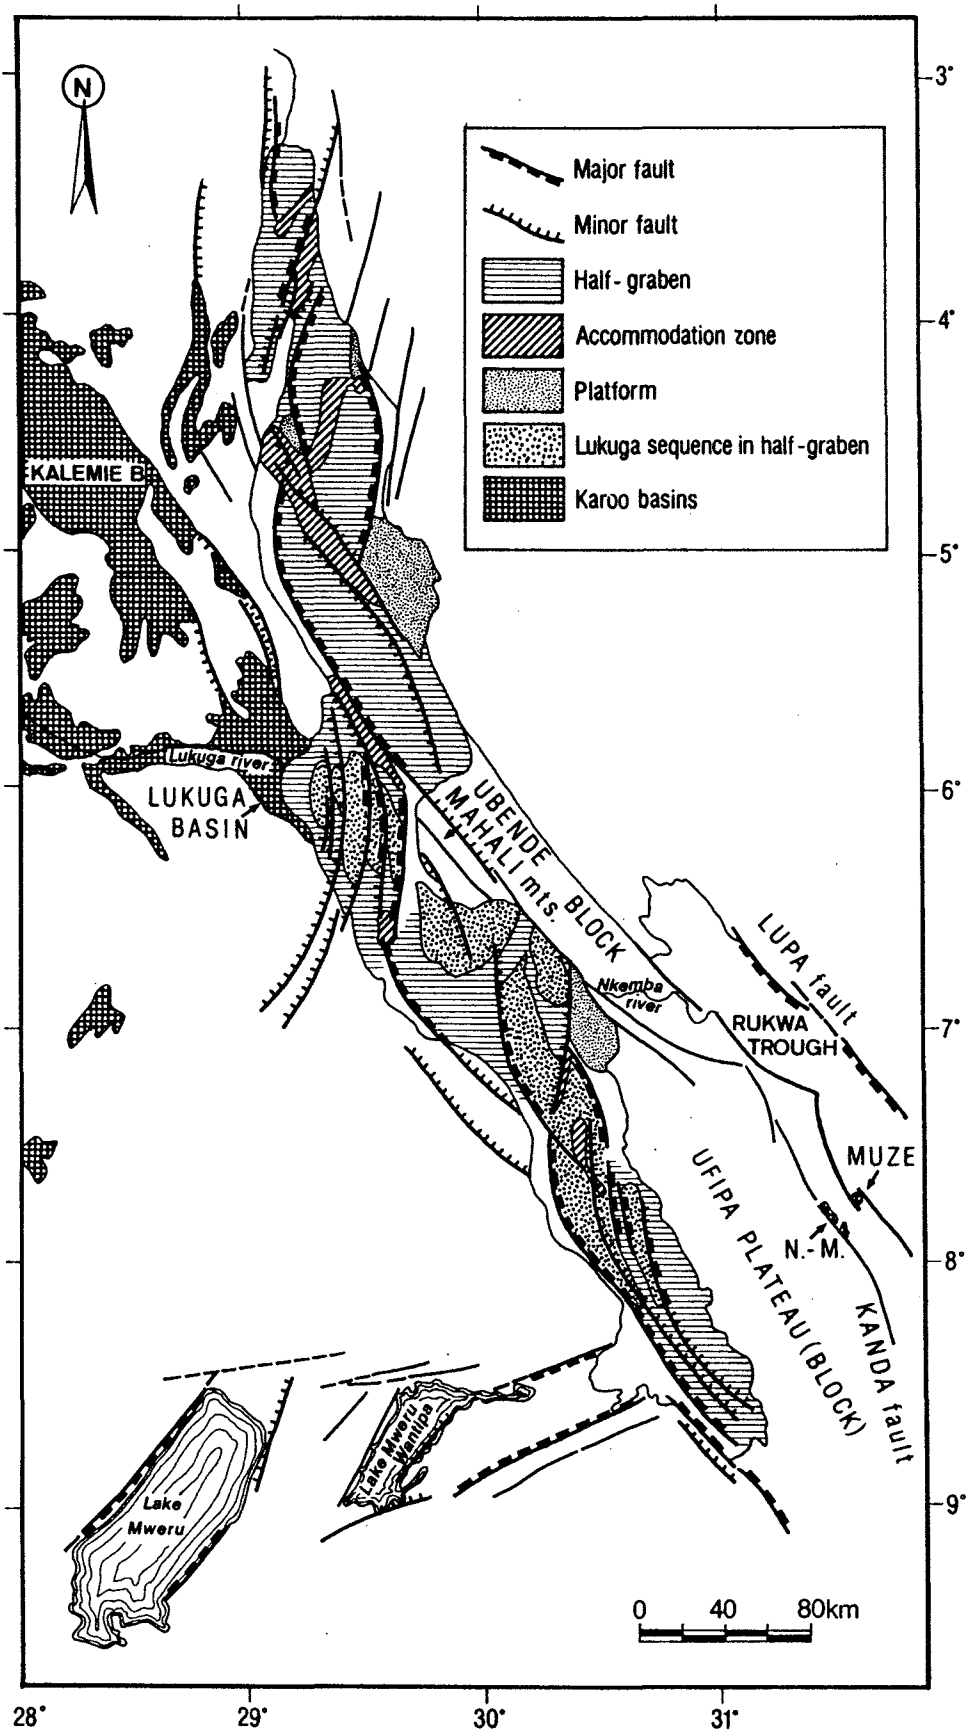 N
Major fault
Minor fault
Half-graben
Accommodation zone
Platform
Lukuga sequence in half-graben
Karoo basins
3°
4°
5°
6°
7°
8°
9°
KALEMIE B
Lukuga river
LUKUGA
BASIN
UBENDE
MAHALI mts.
BLOCK
Nkemba
river
LUPA fault
RUKWA
TROUGH
MUZE
N.-M.
UFIPA PLATEAU (BLOCK)
KANDA fault
Lake Mweru
Wantipa
Lake
Mweru
0 40 80km
28° 29° 30° 31°